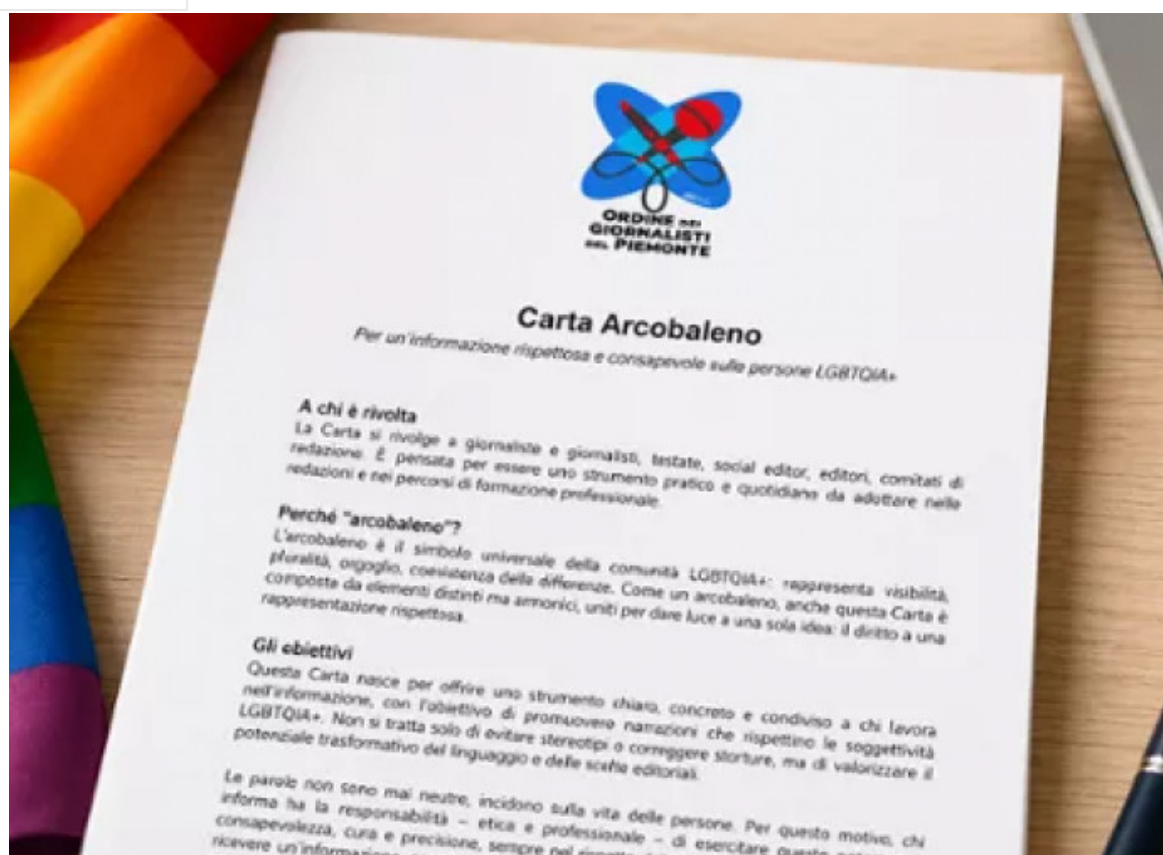 ORDINE DEI
GIORNALISTI
DEL PIEMONTE
Carta Arcobaleno
Per un'informazione rispettosa e consapevole sulle persone LGBTQIA+
A chi è rivolta
La Carta si rivolge a giornaliste e giornalisti, testate, social editor, editori, comitati di
redazione. È pensata per essere uno strumento pratico e quotidiano da adottare nelle
redazioni e nei percorsi di formazione professionale.
Perché "arcobaleno"?
L'arcobaleno è il simbolo universale della comunità LGBTQIA+: rappresenta visibilità,
pluralità, orgoglio, coesistenza delle differenze. Come un arcobaleno, anche questa Carta è
composta da elementi distinti ma armonici, uniti per dare luce a una sola idea: il diritto a una
rappresentazione rispettosa.
Gli obiettivi
Questa Carta nasce per offrire uno strumento chiaro, concreto e condiviso a chi lavora
nell'informazione, con l'obiettivo di promuovere narrazioni che rispettino le soggettività
LGBTQIA+. Non si tratta solo di evitare stereotipi o correggere storture, ma di valorizzare il
potenziale trasformativo del linguaggio e delle scelte editoriali.
Le parole non sono mai neutre, incidono sulla vita delle persone. Per questo motivo, chi
informa ha la responsabilità – etica e professionale – di esercitare questo
consapevolezza, cura e precisione, sempre nel rispetto
ricevere un'informazione